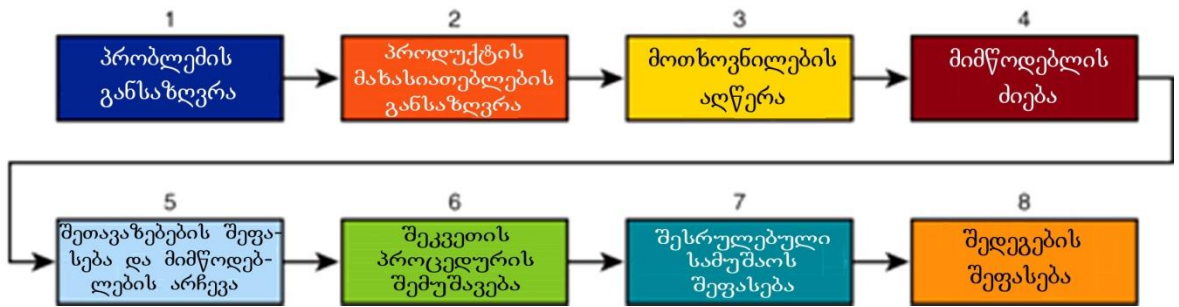 1
პრობლემის
განსაზღვრა
2
პროდუქტის
მახასიათებლების
განსაზღვრა
3
მოთხოვნილების
აღწერა
4
მიმწოდებლის
ძიება
5
შეთავაზებების შეფა-
სება და მიმწოდებ-
ლების არჩევა
6
შეკვეთის
პროცედურის
შემუშავება
7
შესრულებული
სამუშაოს
შეფასება
8
შედეგების
შეფასება